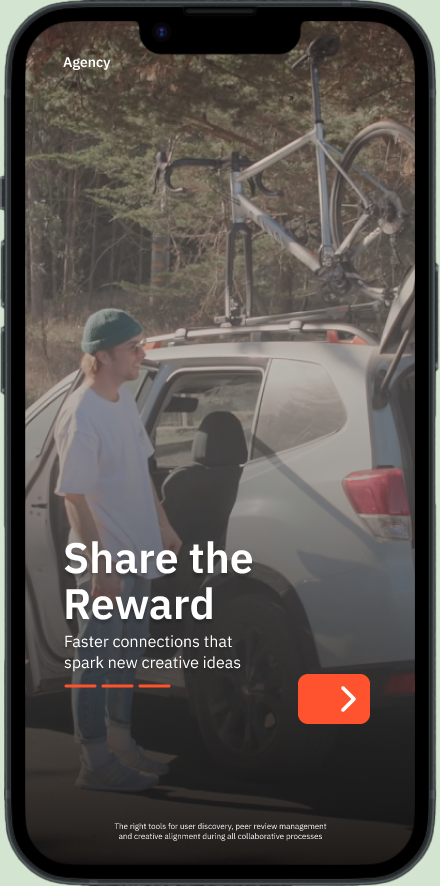 Agency
Share the
Reward
Faster connections that
spark new creative ideas
The right tools for user discovery, peer review management
and creative alignment during all collaborative processes